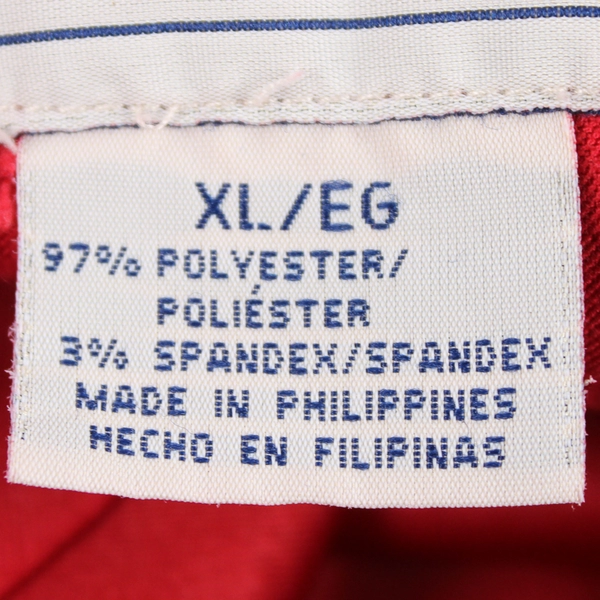 XL/EG
97% POLYESTER/
POLIÉSTER
3% SPANDEX/SPANDEX
MADE IN PHILIPPINES
HECHO EN FILIPINAS